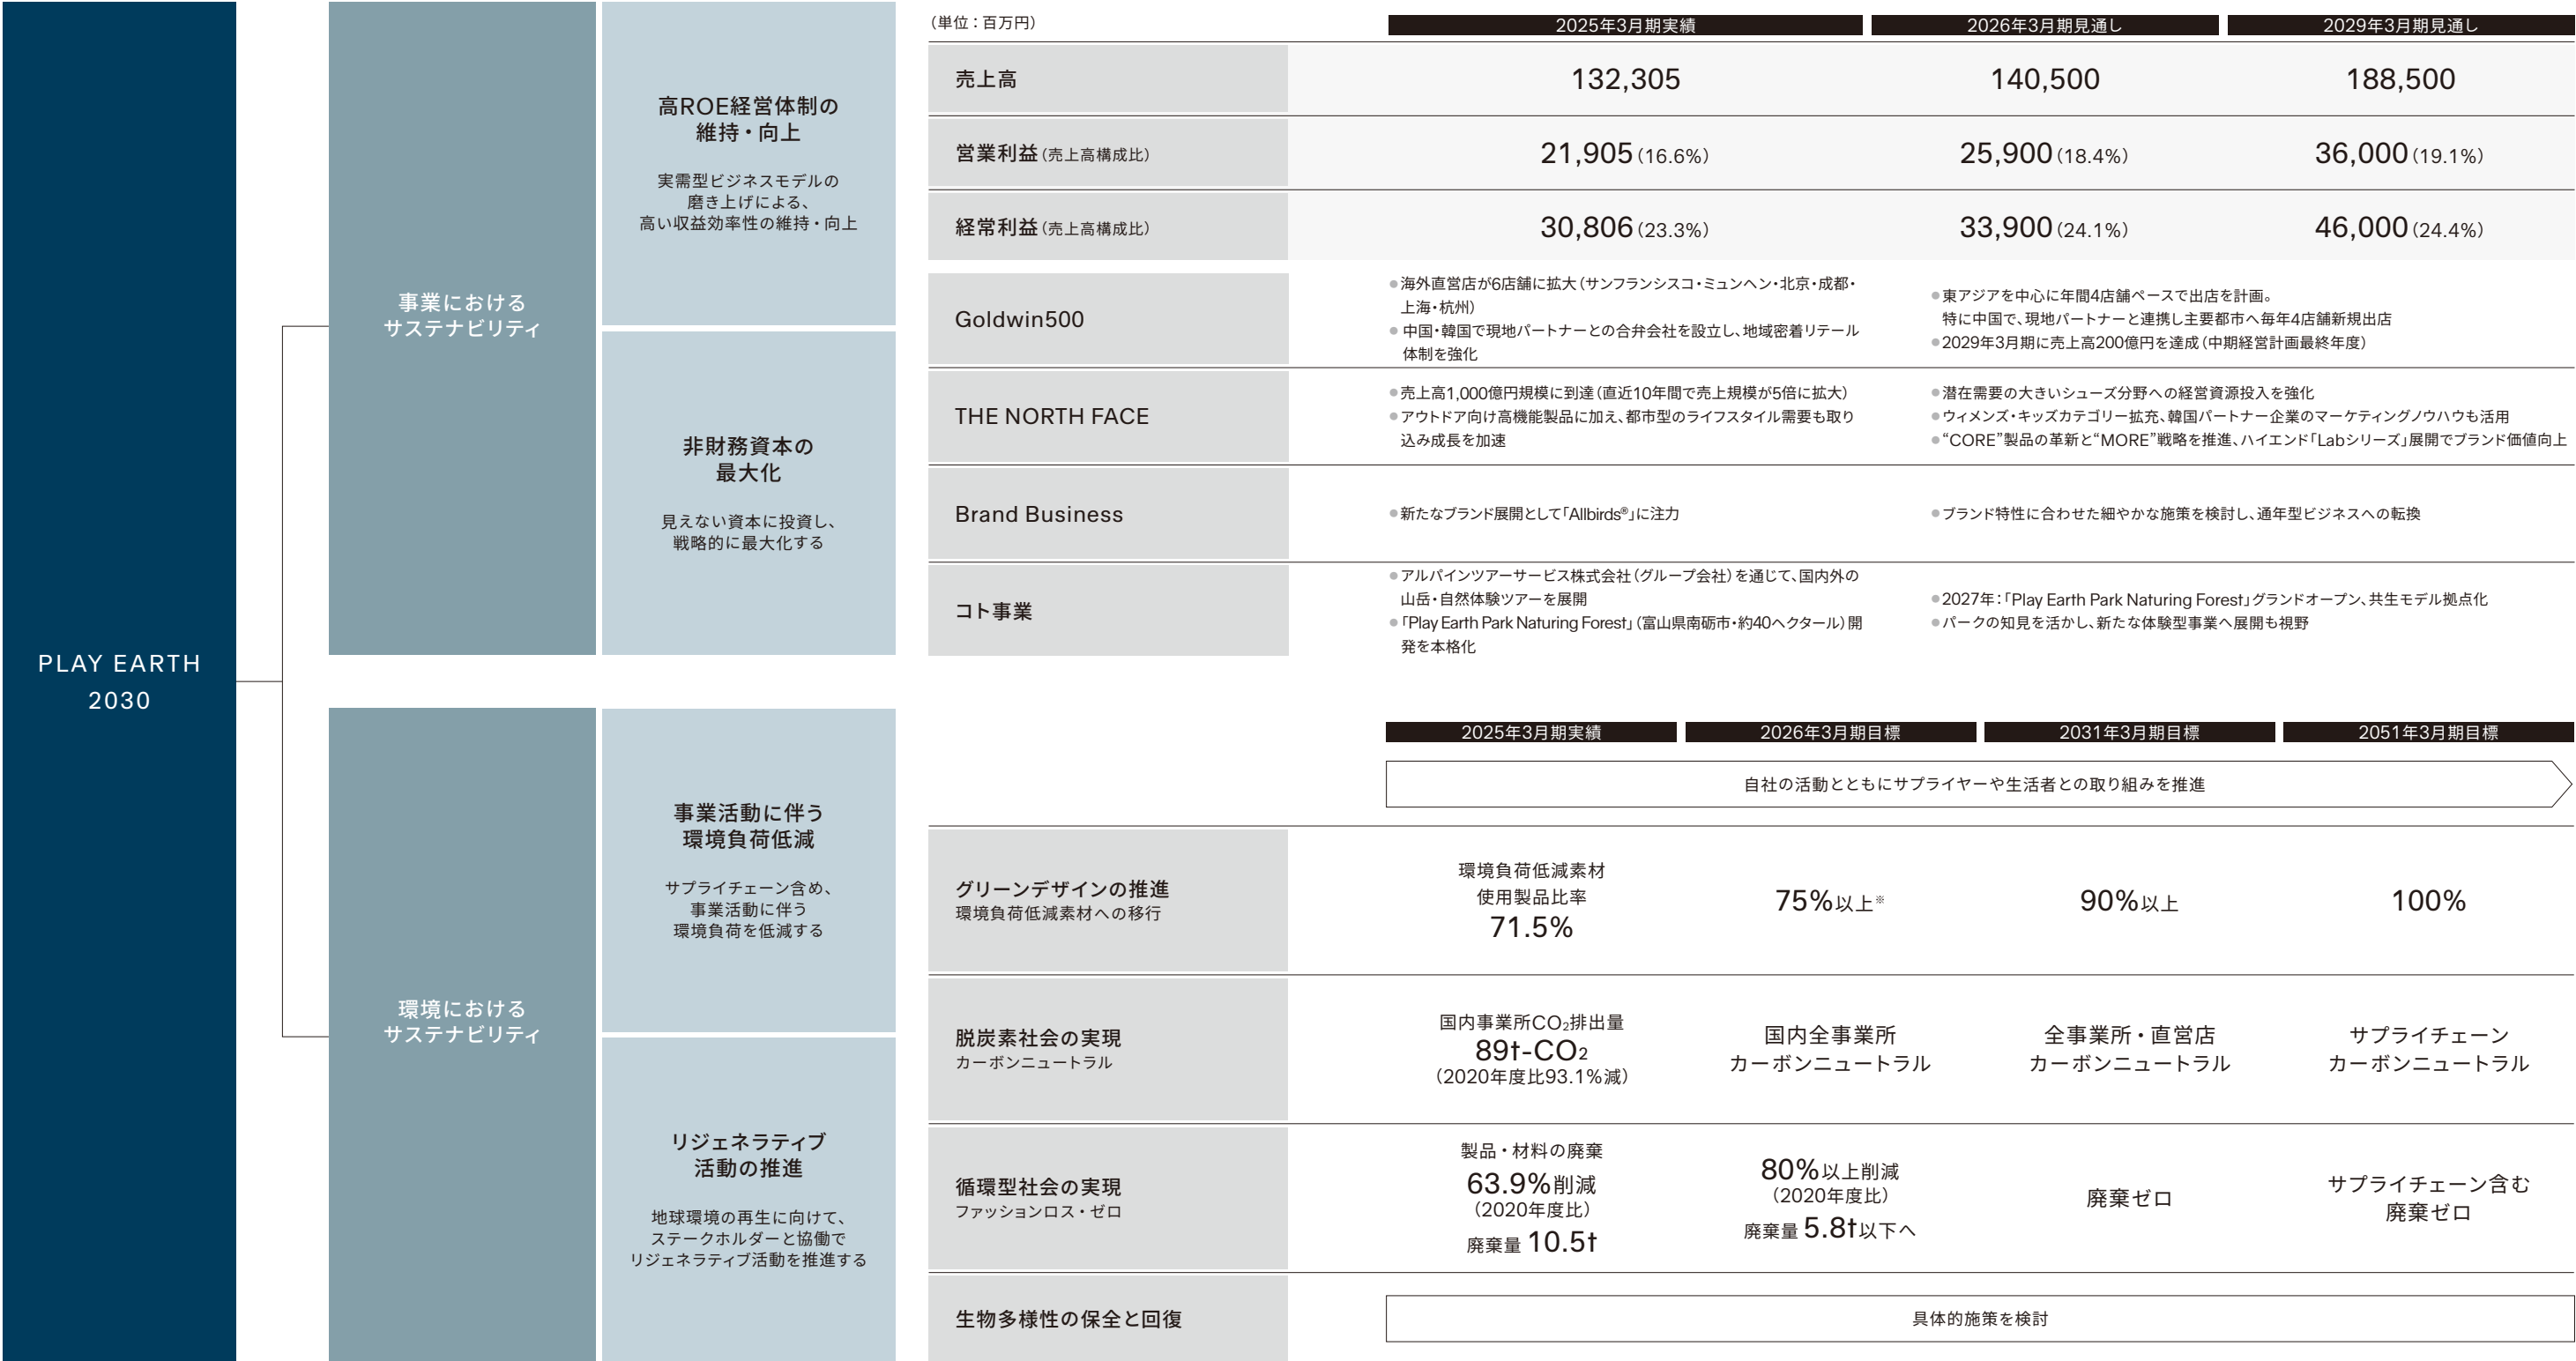 PLAY EARTH
2030
事業における
サステナビリティ
高ROE経営体制の
維持・向上
実需型ビジネスモデルの
磨き上げによる、
高い収益効率性の維持・向上
非財務資本の
最大化
見えない資本に投資し、
戦略的に最大化する
（単位：百万円）
2025年3月期実績
2026年3月期見通し
2029年3月期見通し
売上高
132,305
140,500
188,500
営業利益（売上高構成比）
21,905（16.6%）
25,900（18.4%）
36,000（19.1%）
経常利益（売上高構成比）
30,806（23.3%）
33,900（24.1%）
46,000（24.4%）
Goldwin500
●海外直営店が6店舗に拡大（サンフランシスコ・ミュンヘン・北京・成都・
上海・杭州）
●中国・韓国で現地パートナーとの合弁会社を設立し、地域密着リテール
体制を強化
●東アジアを中心に年間4店舗ペースで出店を計画。
特に中国で、現地パートナーと連携し主要都市へ毎年4店舗新規出店
●2029年3月期に売上高200億円を達成（中期経営計画最終年度）
THE NORTH FACE
●売上高1,000億円規模に到達（直近10年間で売上規模が5倍に拡大）
●アウトドア向け高機能製品に加え、都市型のライフスタイル需要も取り
込み成長を加速
●潜在需要の大きいシューズ分野への経営資源投入を強化
●ウィメンズ・キッズカテゴリー拡充、韓国パートナー企業のマーケティングノウハウも活用
●“CORE”製品の革新と“MORE”戦略を推進、ハイエンド「Labシリーズ」展開でブランド価値向上
Brand Business
●新たなブランド展開として「Allbirds®」に注力
●ブランド特性に合わせた細やかな施策を検討し、通年型ビジネスへの転換
コト事業
●アルパインツアーサービス株式会社（グループ会社）を通じて、国内外の
山岳・自然体験ツアーを展開
●「Play Earth Park Naturing Forest」（富山県南砺市・約40ヘクタール）開
発を本格化
●2027年：「Play Earth Park Naturing Forest」グランドオープン、共生モデル拠点化
●パークの知見を活かし、新たな体験型事業へ展開も視野
環境における
サステナビリティ
事業活動に伴う
環境負荷低減
サプライチェーン含め、
事業活動に伴う
環境負荷を低減する
リジェネラティブ
活動の推進
地球環境の再生に向けて、
ステークホルダーと協働で
リジェネラティブ活動を推進する
2025年3月期実績
2026年3月期目標
2031年3月期目標
2051年3月期目標
自社の活動とともにサプライヤーや生活者との取り組みを推進
グリーンデザインの推進
環境負荷低減素材への移行
環境負荷低減素材
使用製品比率
71.5%
75%以上※
90%以上
100%
脱炭素社会の実現
カーボンニュートラル
国内事業所CO₂排出量
89t-CO₂
（2020年度比93.1%減）
国内全事業所
カーボンニュートラル
全事業所・直営店
カーボンニュートラル
サプライチェーン
カーボンニュートラル
循環型社会の実現
ファッションロス・ゼロ
製品・材料の廃棄
63.9%削減
（2020年度比）
廃棄量 10.5t
80%以上削減
（2020年度比）
廃棄量 5.8t以下へ
廃棄ゼロ
サプライチェーン含む
廃棄ゼロ
生物多様性の保全と回復
具体的施策を検討